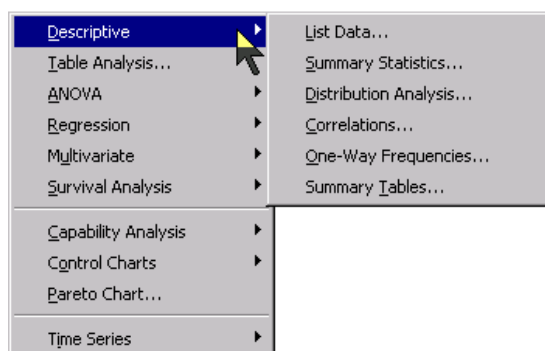 Descriptive
Table Analysis...
ANOVA
Regression
Multivariate
Survival Analysis
Capability Analysis
Control Charts
Pareto Chart...
Time Series
List Data...
Summary Statistics...
Distribution Analysis...
Correlations...
One-Way Frequencies...
Summary Tables...